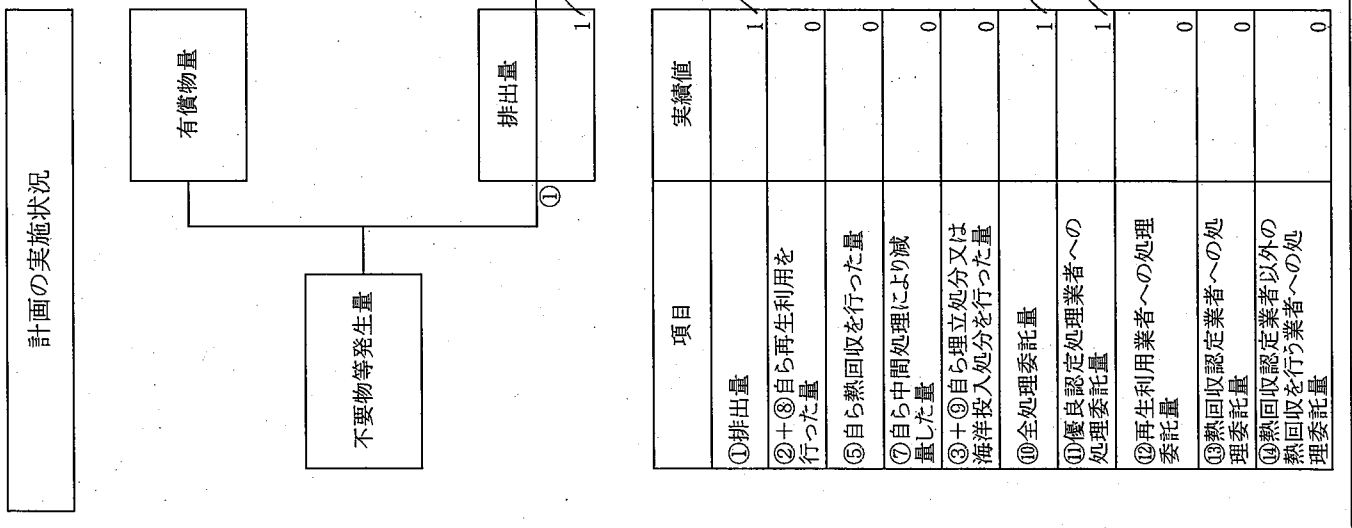 計画の実施状況
有償物量
不要物等発生量
排出量
①
1
項目 実績値
①排出量 1
②+⑧自ら再生利用を
行った量 0
⑤自ら熱回収を行った量 0
⑦自ら中間処理により減
量した量 0
③+⑨自ら埋立処分又は
海洋投入処分を行った量 0
⑩全処理委託量 1
⑪優良認定処理業者への
処理委託量 1
⑫再生利用業者への処理
委託量 0
⑬熱回収認定業者への処
理委託量 0
⑭熱回収認定業者以外の
熱回収を行う業者への処
理委託量 0